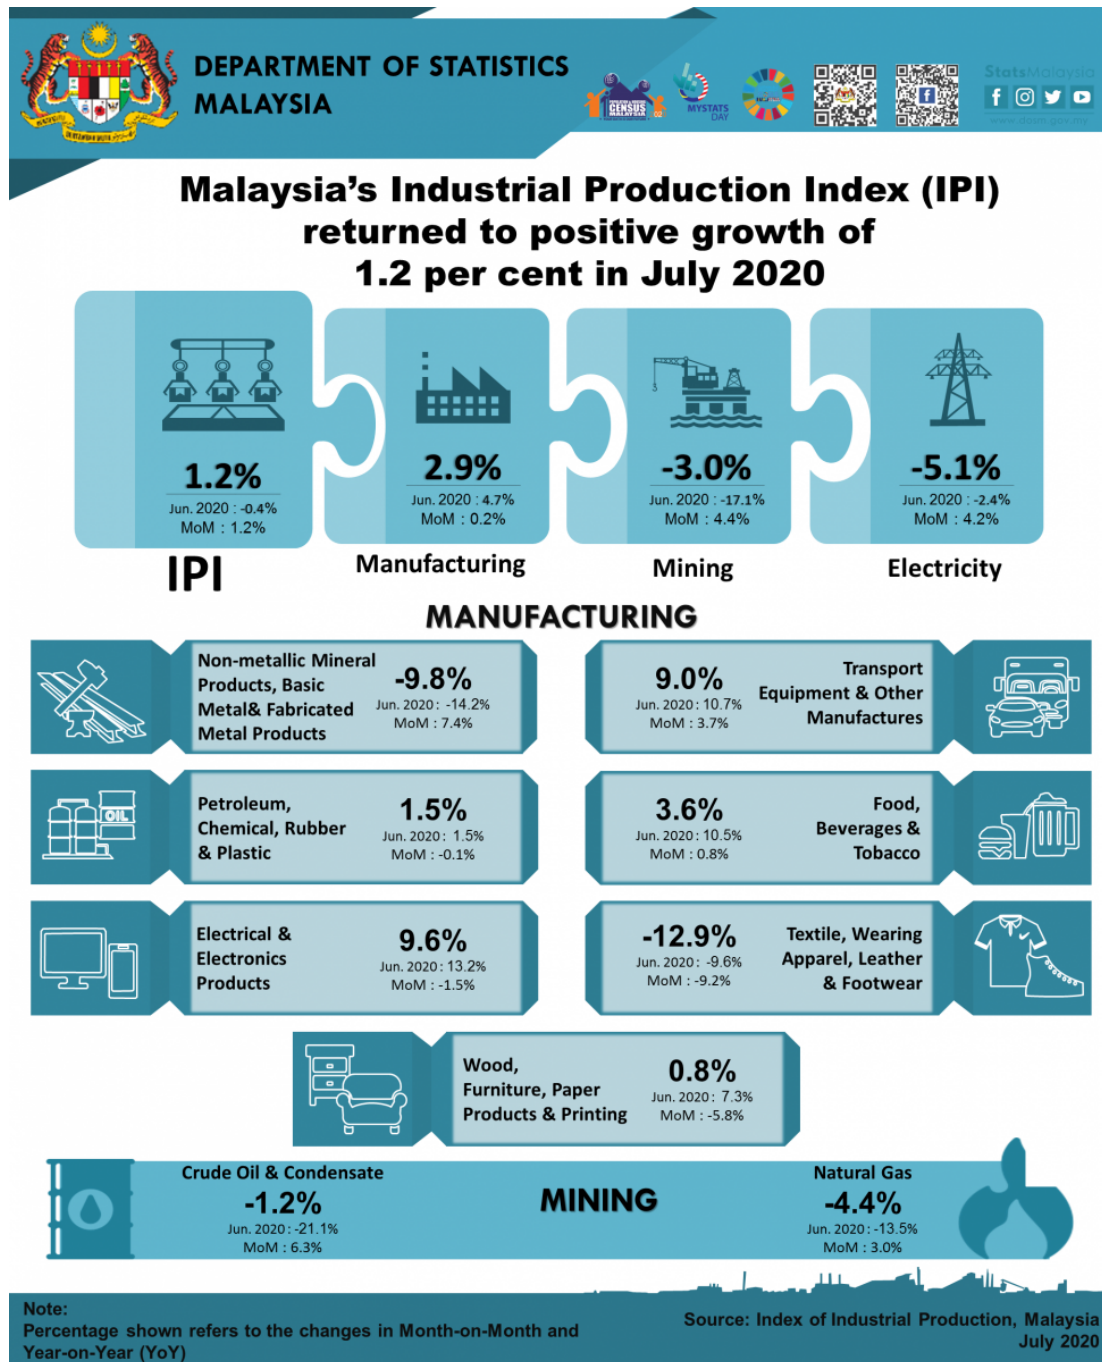 DEPARTMENT OF STATISTICS
MALAYSIA
CENSUS
MALAYSIA
MYSTATS
DAY
StatsMalaysia
www.dosm.gov.my
Malaysia's Industrial Production Index (IPI)
returned to positive growth of
1.2 per cent in July 2020
1.2%
Jun. 2020 : -0.4%
MoM : 1.2%
IPI
2.9%
Jun. 2020 : 4.7%
MoM : 0.2%
Manufacturing
-3.0%
Jun. 2020 : -17.1%
MoM : 4.4%
Mining
-5.1%
Jun. 2020 : -2.4%
MoM : 4.2%
Electricity
MANUFACTURING
Non-metallic Mineral
Products, Basic
Metal& Fabricated
Metal Products
-9.8%
Jun. 2020 : -14.2%
MoM : 7.4%
9.0%
Jun. 2020 : 10.7%
MoM : 3.7%
Transport
Equipment & Other
Manufactures
OIL
Petroleum,
Chemical, Rubber
& Plastic
1.5%
Jun. 2020 : 1.5%
MoM : -0.1%
3.6%
Jun. 2020 : 10.5%
MoM : 0.8%
Food,
Beverages &
Tobacco
Electrical &
Electronics
Products
9.6%
Jun. 2020 : 13.2%
MoM : -1.5%
-12.9%
Jun. 2020 : -9.6%
MoM : -9.2%
Textile, Wearing
Apparel, Leather
& Footwear
Wood,
Furniture, Paper
Products & Printing
0.8%
Jun. 2020 : 7.3%
MoM : -5.8%
Crude Oil & Condensate
-1.2%
Jun. 2020 : -21.1%
MoM : 6.3%
MINING
Natural Gas
-4.4%
Jun. 2020 : -13.5%
MoM : 3.0%
Note:
Percentage shown refers to the changes in Month-on-Month and
Year-on-Year (YoY)
Source: Index of Industrial Production, Malaysia
July 2020